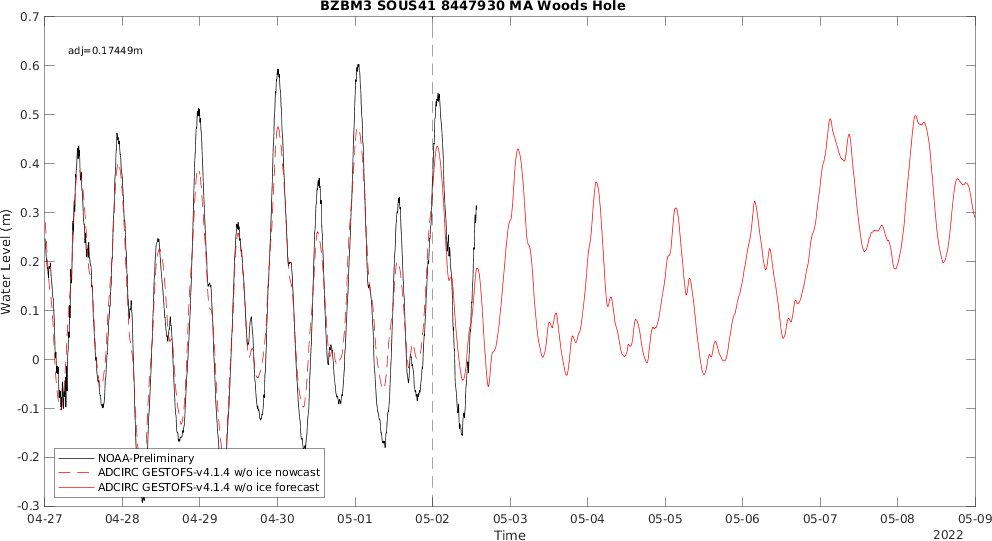 BZBM3 SOUS41 8447930 MA Woods Hole
adj=0.17449m
Water Level (m)
0.7
0.6
0.5
0.4
0.3
0.2
0.1
0
-0.1
-0.2
-0.3
NOAA-Preliminary
ADCIRC GESTOFS-v4.1.4 w/o ice nowcast
ADCIRC GESTOFS-v4.1.4 w/o ice forecast
04-27 04-28 04-29 04-30 05-01 05-02 05-03 05-04 05-05 05-06 05-07 05-08 05-09
Time
2022